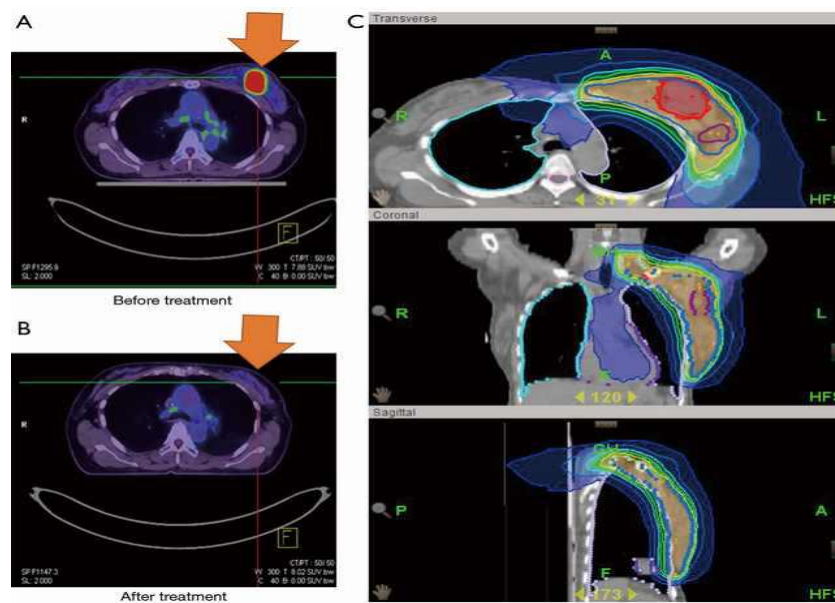 A
R
F
CT/PT : 50/50
SP F1295.8
W 300 T 7.88 SUV bw
SL: 2.000
C 40 B: 0.00 SUV bw
Before treatment
B
R
F
CT/PT : 50/50
SP F1147.3
W 300 T 8.02 SUV bw
SL: 2.000
C 40 B: 0.00 SUV bw
After treatment
C
Transverse
A
R
L
P
31
HFS
Coronal
R
L
120
HFS
Sagittal
P
A
F
173
HFS